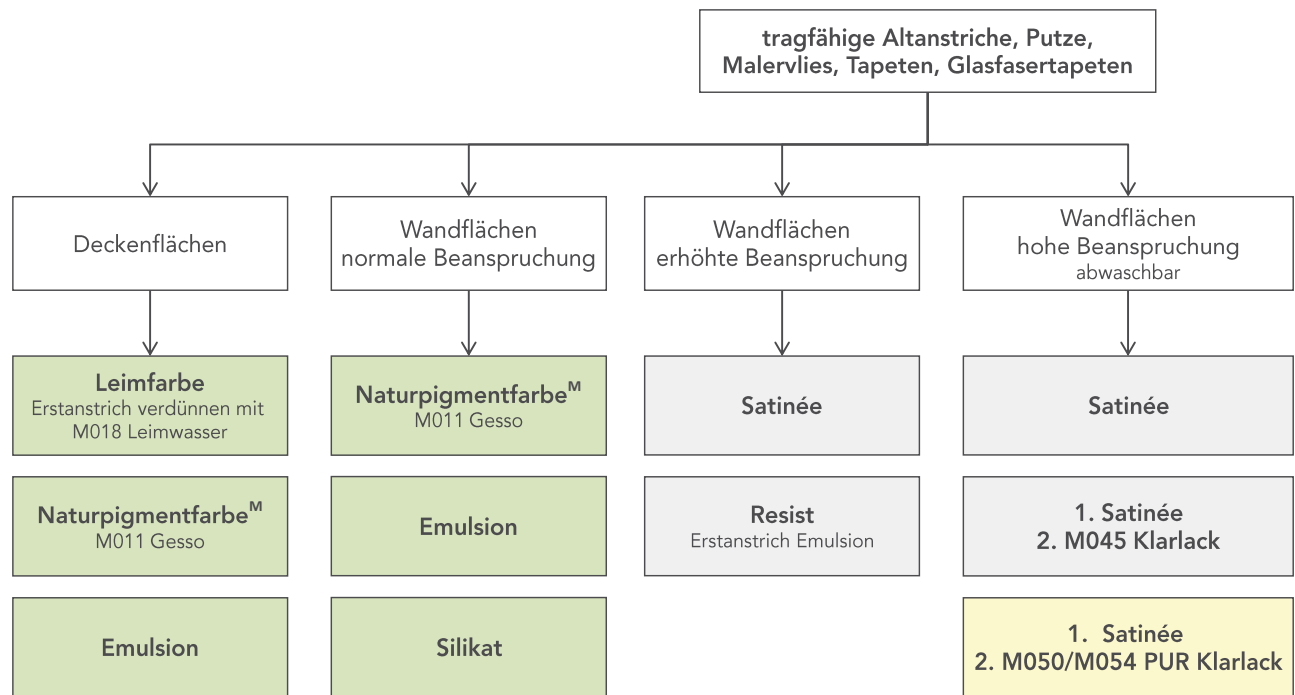 tragfähige Altanstriche, Putze,
Malervlies, Tapeten, Glasfasertapeten
Deckenflächen
Wandflächen
normale Beanspruchung
Wandflächen
erhöhte Beanspruchung
Wandflächen
hohe Beanspruchung
abwaschbar
Leimfarbe
Erstanstrich verdünnen mit
M018 Leimwasser
Naturpigmentfarbeᴹ
M011 Gesso
Satinée
Satinée
Naturpigmentfarbeᴹ
M011 Gesso
Emulsion
Resist
Erstanstrich Emulsion
1. Satinée
2. M045 Klarlack
Emulsion
Silikat
1. Satinée
2. M050/M054 PUR Klarlack